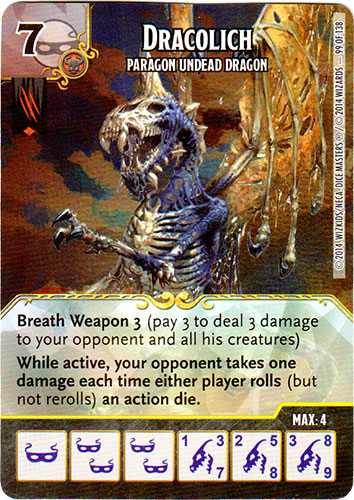 7
DRACOLICH
PARAGON UNDEAD DRAGON
99 OF 138
© 2014 WIZKIDS/NECA. DICE MASTERS ®/© 2014 WIZARDS
Breath Weapon 3 (pay 3 to deal 3 damage
to your opponent and all his creatures)
While active, your opponent takes one
damage each time either player rolls (but
not rerolls) an action die.
MAX: 4
1 3 7
2 5 8
3 8 9